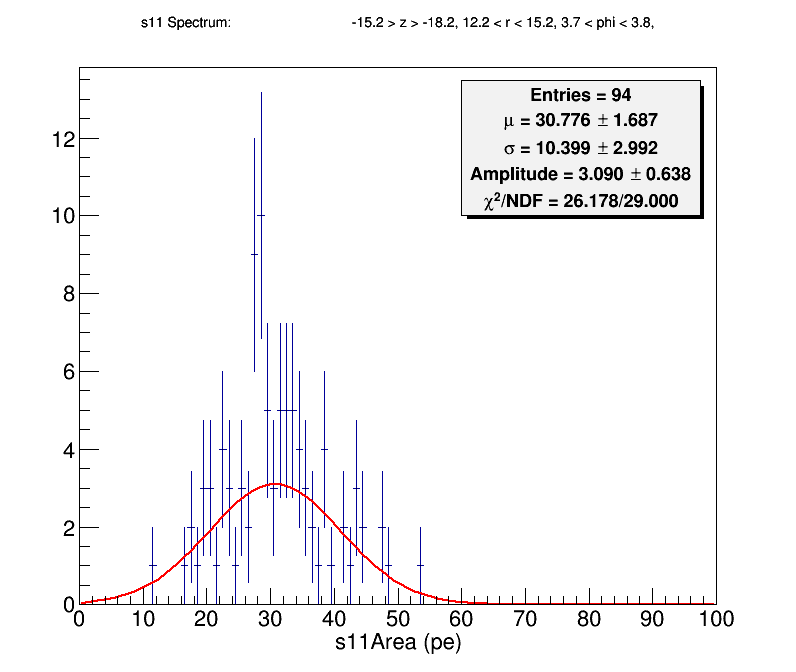 s11 Spectrum: -15.2 > z > -18.2, 12.2 < r < 15.2, 3.7 < phi < 3.8,
Entries = 94
μ = 30.776 ± 1.687
σ = 10.399 ± 2.992
Amplitude = 3.090 ± 0.638
χ²/NDF = 26.178/29.000
12
10
8
6
4
2
0
0 10 20 30 40 50 60 70 80 90 100
s11Area (pe)